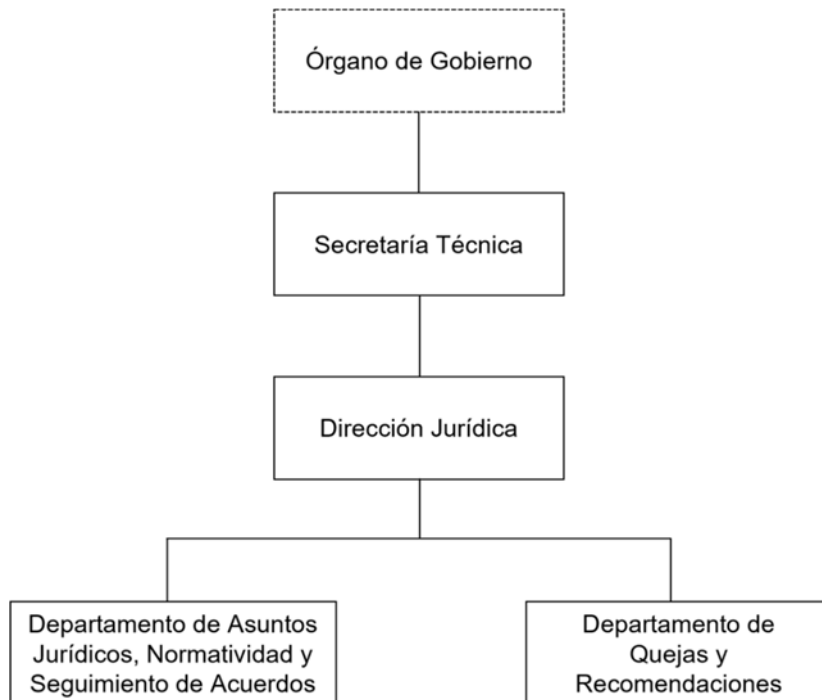 Órgano de Gobierno
Secretaría Técnica
Dirección Jurídica
Departamento de Asuntos
Jurídicos, Normatividad y
Seguimiento de Acuerdos
Departamento de
Quejas y
Recomendaciones